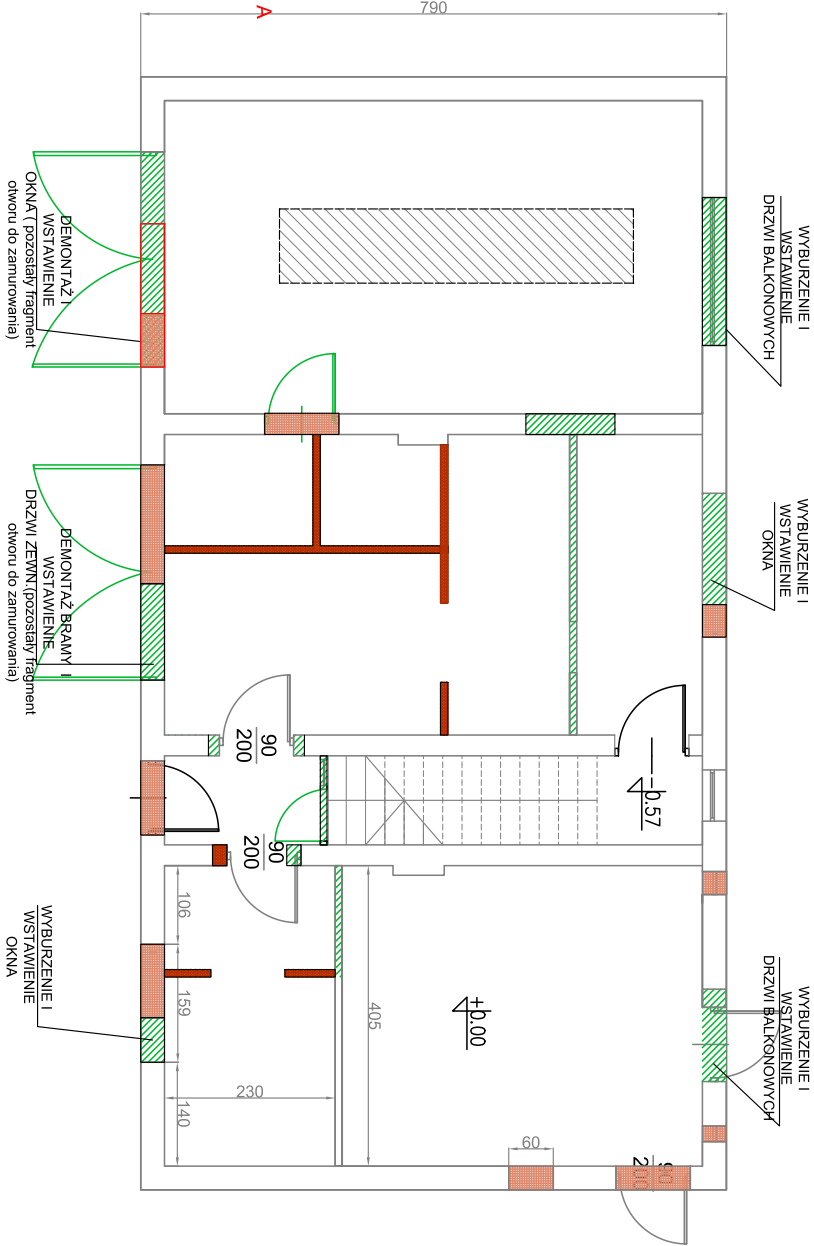 790
A
WYBURZENIE I
WSTAWIENIE
DRZWI BALKONOWYCH
DEMONTAŻ I
WSTAWIENIE
OKNA ( pozostały fragment
otworu do zamurowania)
WYBURZENIE I
WSTAWIENIE
OKNA
DEMONTAŻ BRAMY I
WSTAWIENIE
DRZWI ZEWN.(pozostały fragment
otworu do zamurowania)
90
200
-0.57
90
200
106
159
140
405
230
+0.00
60
90
200
WYBURZENIE I
WSTAWIENIE
OKNA
WYBURZENIE I
WSTAWIENIE
DRZWI BALKONOWYCH